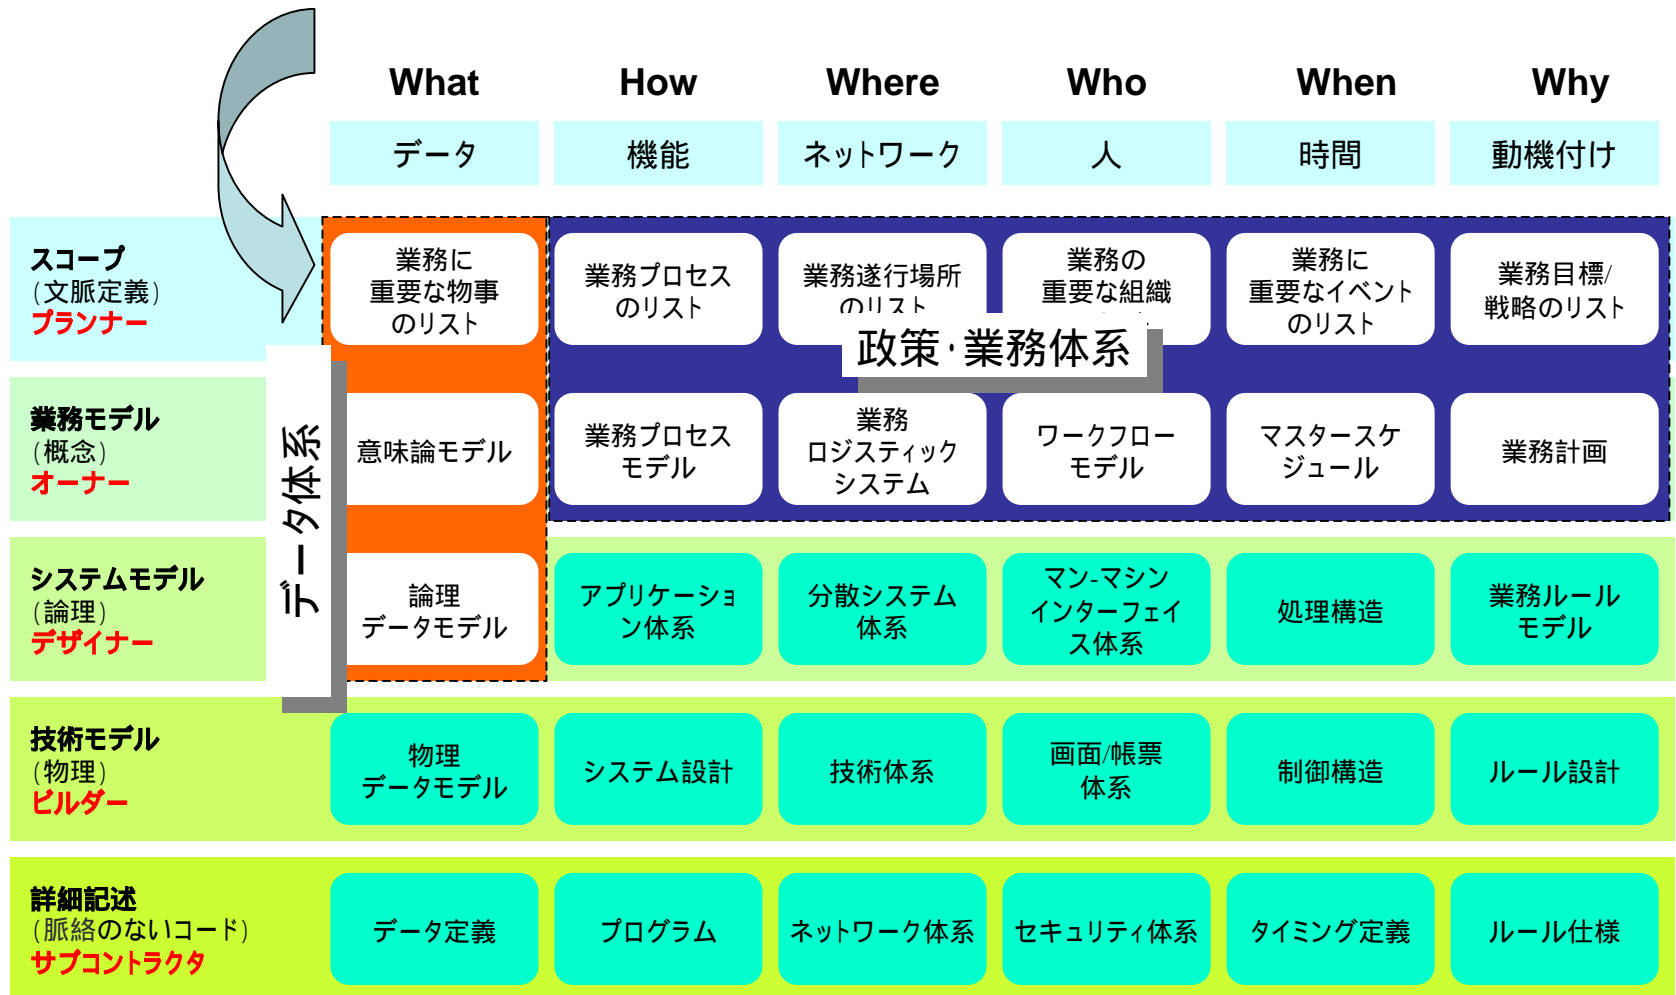 What How Where Who When Why
データ 機能 ネットワーク 人 時間 動機付け
スコープ
(文脈定義)
プランナー
業務に
重要な物事
のリスト
業務プロセス
のリスト
業務遂行場所
のリスト
業務の
重要な組織
業務に
重要なイベント
のリスト
業務目標/
戦略のリスト
政策・業務体系
データ体系
業務モデル
(概念)
オーナー
意味論モデル
業務プロセス
モデル
業務
ロジスティック
システム
ワークフロー
モデル
マスタースケ
ジュール
業務計画
システムモデル
(論理)
デザイナー
論理
データモデル
アプリケーショ
ン体系
分散システム
体系
マン-マシン
インターフェイ
ス体系
処理構造
業務ルール
モデル
技術モデル
(物理)
ビルダー
物理
データモデル
システム設計
技術体系
画面/帳票
体系
制御構造
ルール設計
詳細記述
(脈絡のないコード)
サブコントラクタ
データ定義
プログラム
ネットワーク体系
セキュリティ体系
タイミング定義
ルール仕様